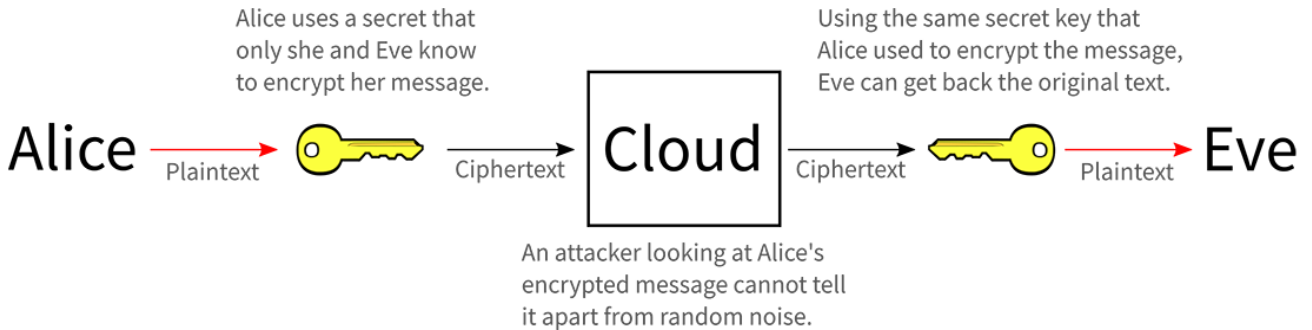 Alice uses a secret that
only she and Eve know
to encrypt her message.
Using the same secret key that
Alice used to encrypt the message,
Eve can get back the original text.
Alice
Plaintext
Ciphertext
Cloud
Ciphertext
Plaintext
Eve
An attacker looking at Alice's
encrypted message cannot tell
it apart from random noise.